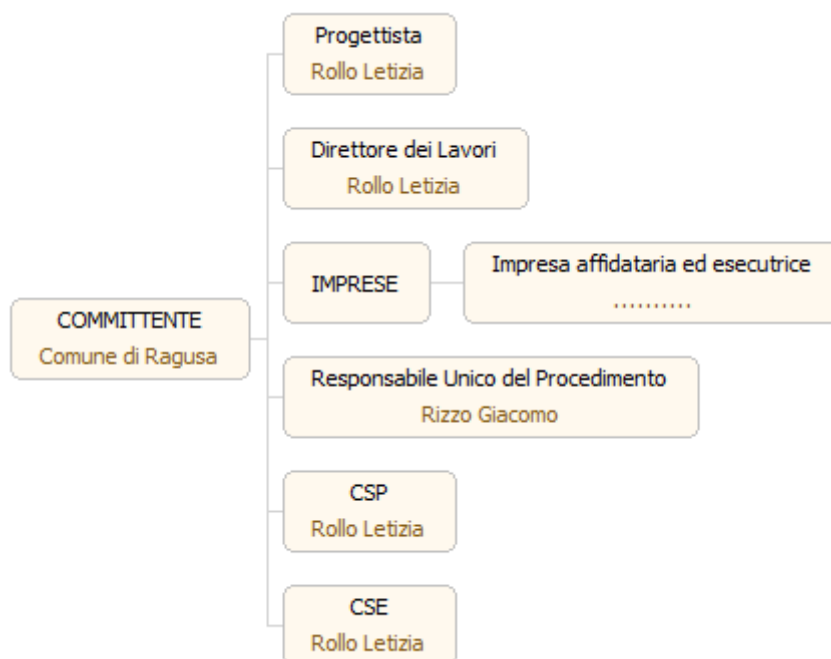 Progettista
Rollo Letizia
Direttore dei Lavori
Rollo Letizia
IMPRESE
Impresa affidataria ed esecutrice
..........
COMMITTENTE
Comune di Ragusa
Responsabile Unico del Procedimento
Rizzo Giacomo
CSP
Rollo Letizia
CSE
Rollo Letizia